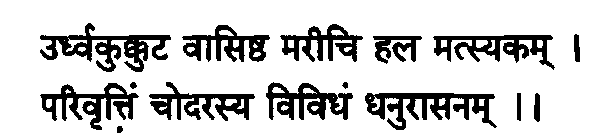 उर्ध्वकुक्कुट वासिष्ठ मरीचि हल मत्स्यकम् ।
परिवृत्तिं चोदरस्य विविधं धनुरासनम् ।।